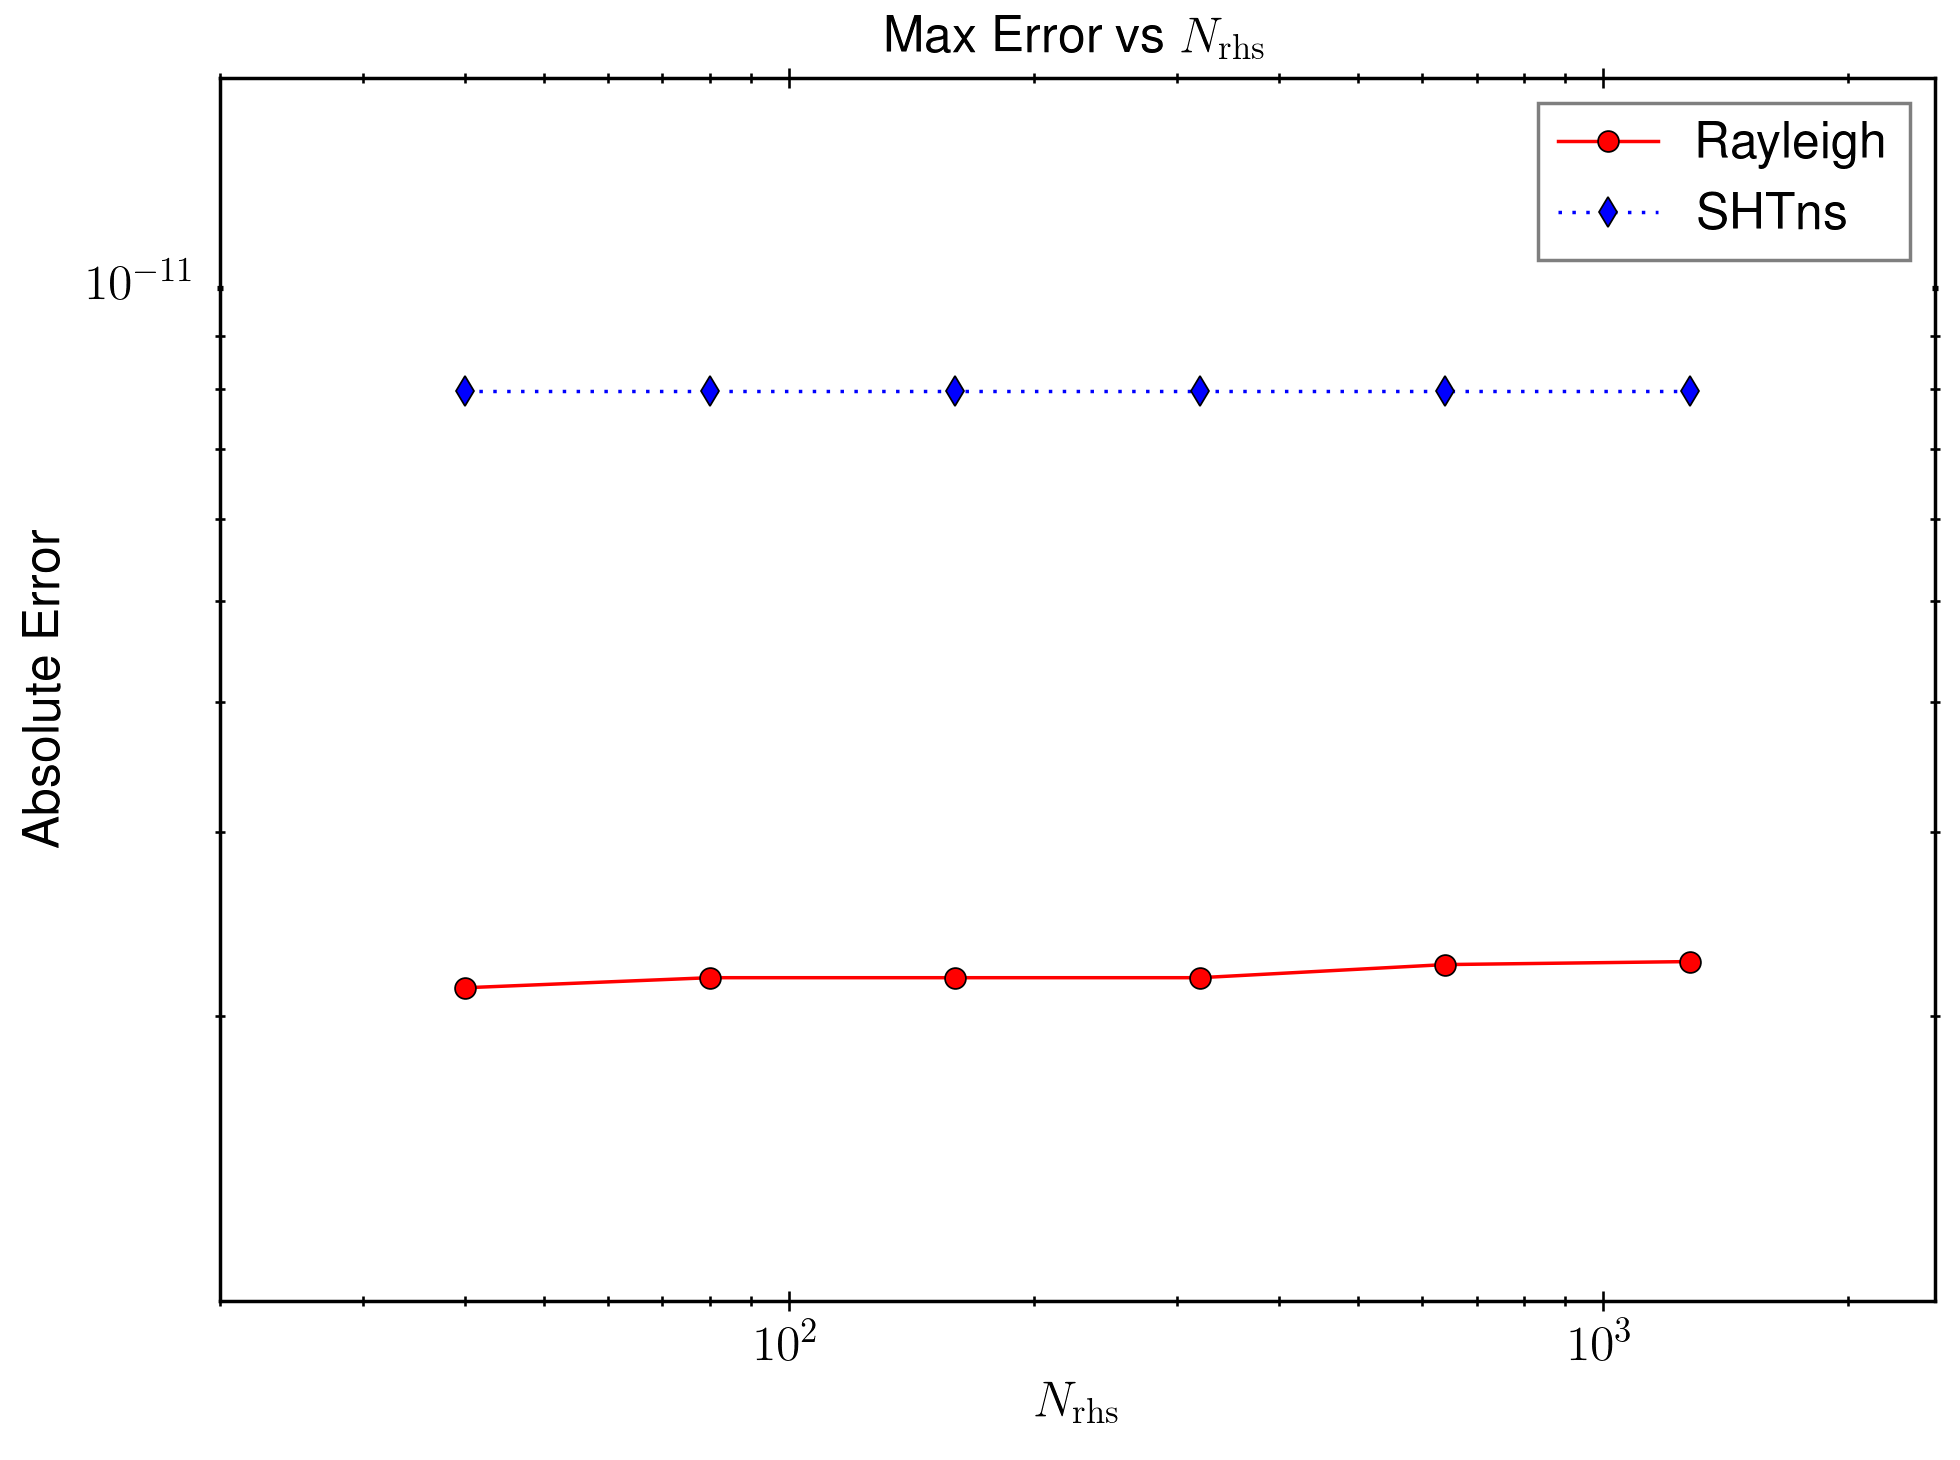 Max Error vs N_rhs
Rayleigh
SHTns
10^−11
Absolute Error
10^2
10^3
N_rhs